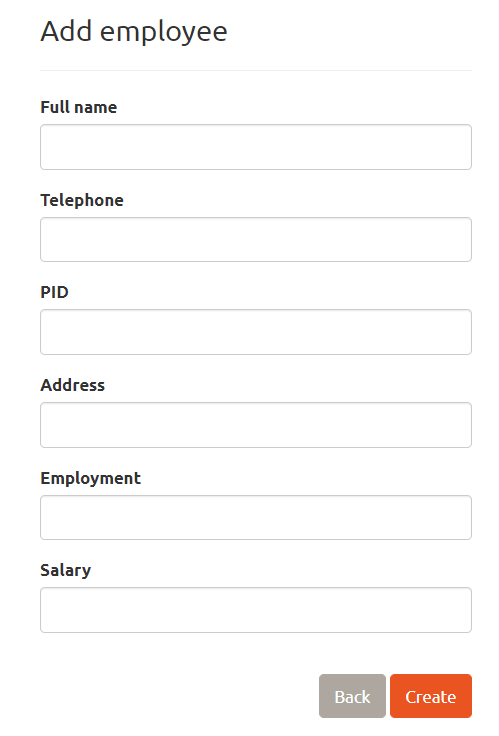 Add employee
Full name
Telephone
PID
Address
Employment
Salary
Back Create